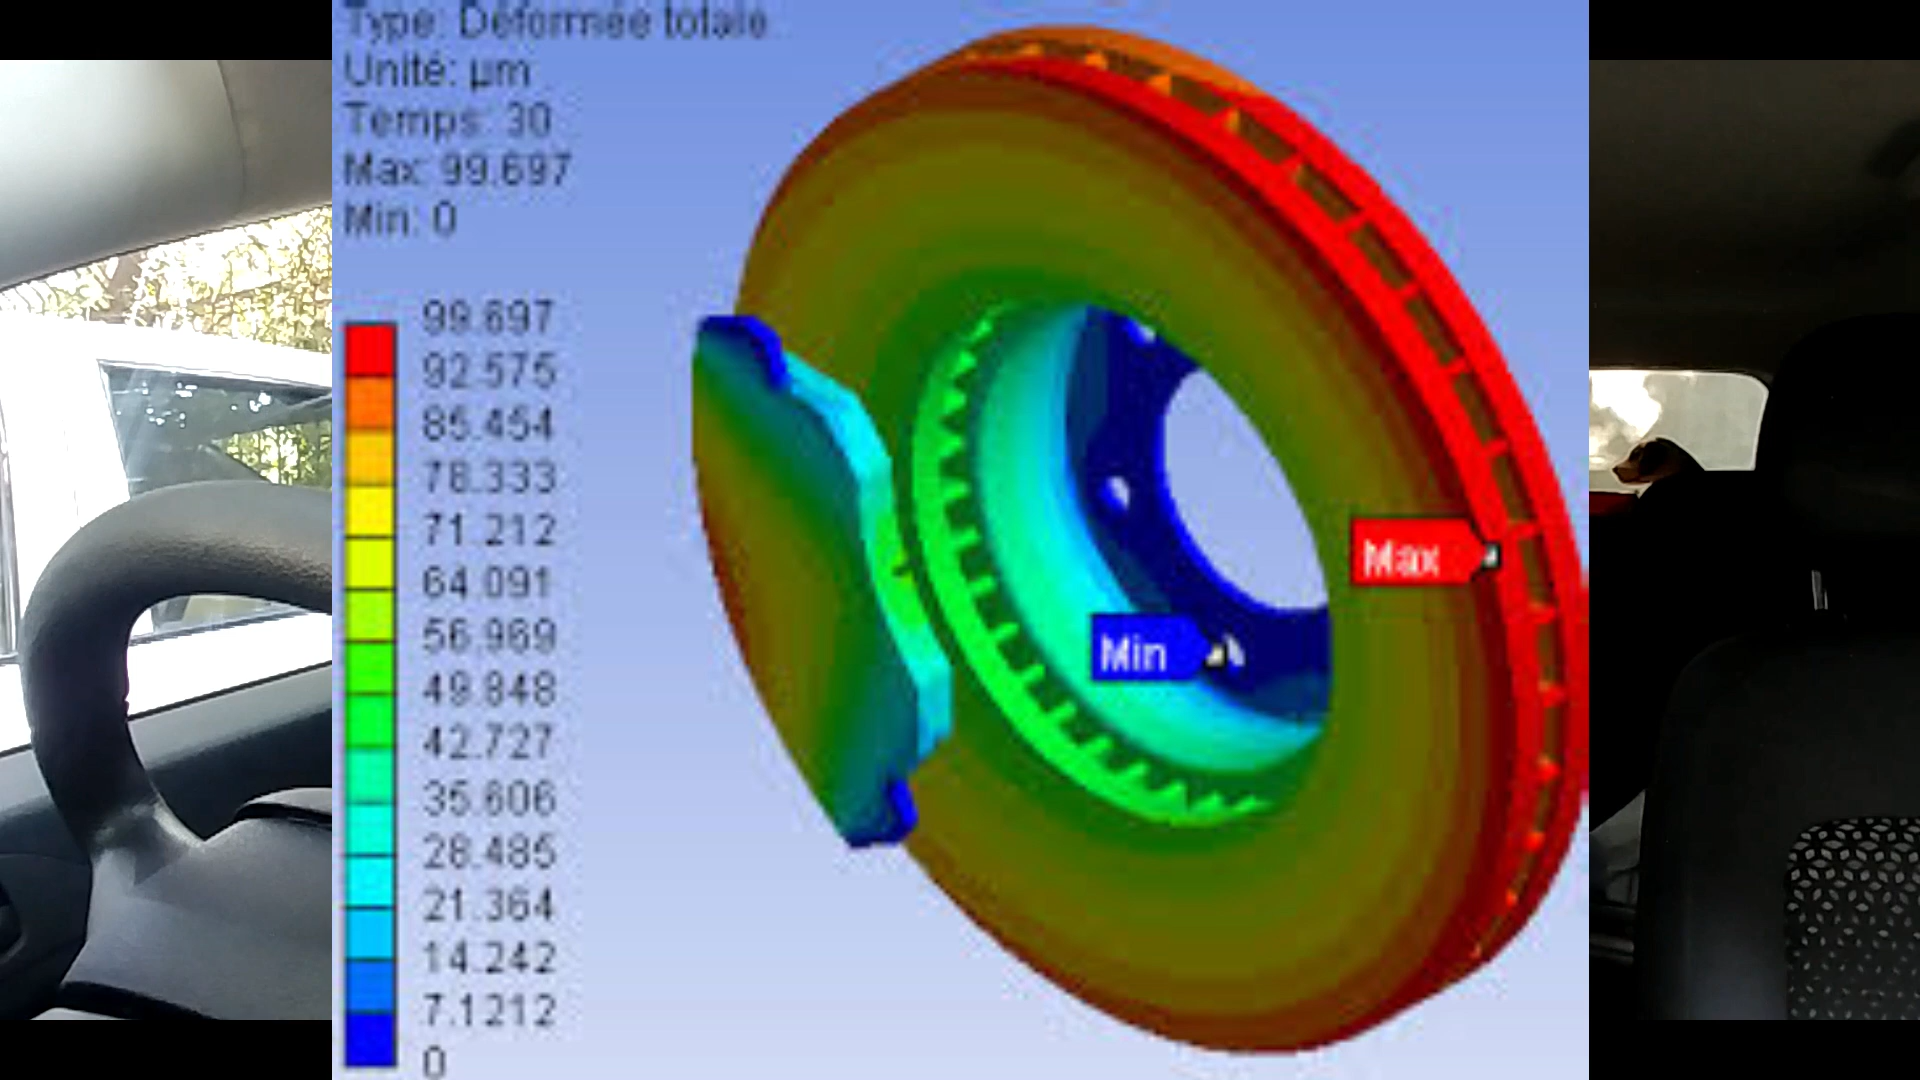 Type: Déformée totale
Unité: µm
Temps: 30
Max: 99.697
Min: 0
99.697
92.575
85.454
78.333
71.212
64.091
56.969
49.848
42.727
35.606
28.485
21.364
14.242
7.1212
0
Max
Min